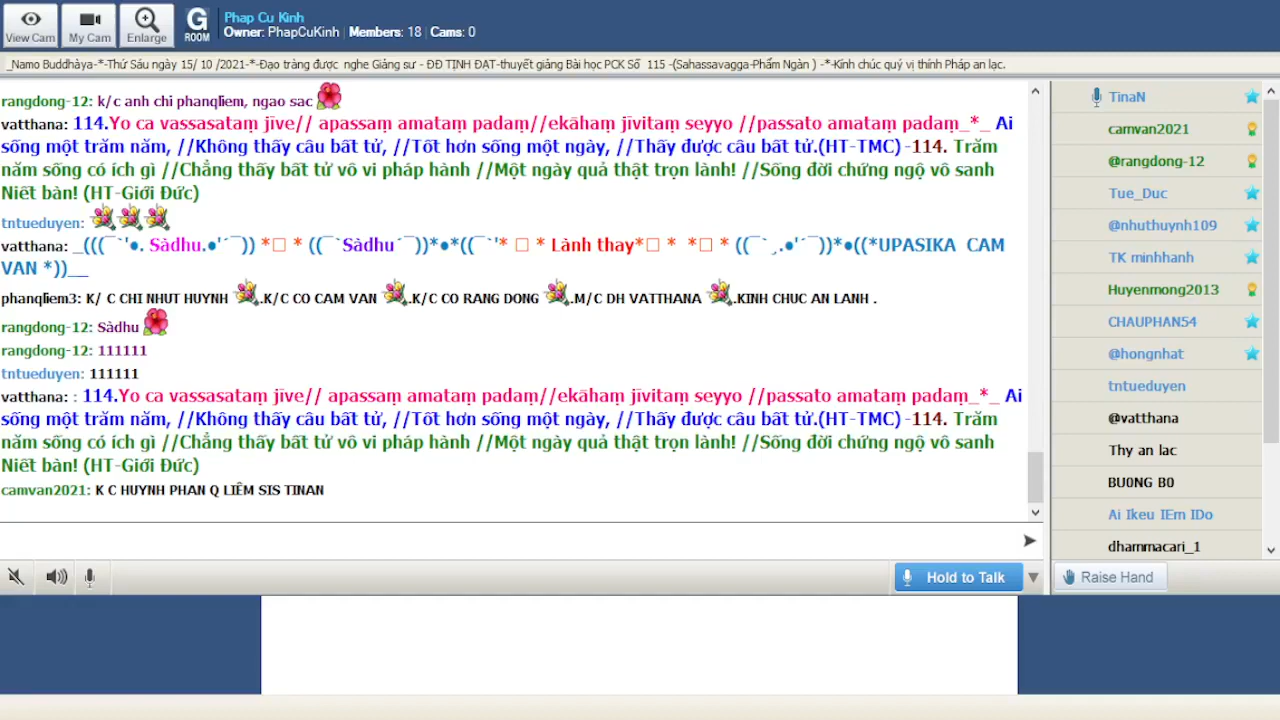 View Cam
My Cam
Enlarge
G
ROOM
Phap Cu Kinh
Owner: PhapCuKinh | Members: 18 | Cams: 0
_Namo Buddhàya-*-Thứ Sáu ngày 15/ 10 /2021-*-Đạo tràng được nghe Giảng sư - ĐĐ TỊNH ĐẠT-thuyết giảng Bài học PCK Số 115 -(Sahassavagga-Phẩm Ngàn ) -*-Kính chúc quý vị thính Pháp an lạc.
rangdong-12: k/c anh chi phanqliem, ngao sac
vatthana: 114.Yo ca vassasataṃ jīve// apassaṃ amataṃ padaṃ//ekāhaṃ jīvitaṃ seyyo //passato amataṃ padaṃ_*_ Ai
sống một trăm năm, //Không thấy câu bất tử, //Tốt hơn sống một ngày, //Thấy được câu bất tử.(HT-TMC) -114. Trăm
năm sống có ích gì //Chẳng thấy bất tử vô vi pháp hành //Một ngày quả thật trọn lành! //Sống đời chứng ngộ vô sanh
Niết bàn! (HT-Giới Đức)
tntueduyen:
vatthana: _(((¯`'●. Sàdhu.●'´¯)) *□ * ((¯`Sàdhu´¯))*●*((¯`'* □ * Lành thay*□ * *□ * ((¯`¸.●'´¯))*●((*UPASIKA CAM
VAN *))__
phanqliem3: K/ C CHI NHUT HUYNH .K/C CO CAM VAN .K/C CO RANG DONG .M/C DH VATTHANA .KINH CHUC AN LANH .
rangdong-12: Sàdhu
rangdong-12: 111111
tntueduyen: 111111
vatthana: : 114.Yo ca vassasataṃ jīve// apassaṃ amataṃ padaṃ//ekāhaṃ jīvitaṃ seyyo //passato amataṃ padaṃ_*_ Ai
sống một trăm năm, //Không thấy câu bất tử, //Tốt hơn sống một ngày, //Thấy được câu bất tử.(HT-TMC) -114. Trăm
năm sống có ích gì //Chẳng thấy bất tử vô vi pháp hành //Một ngày quả thật trọn lành! //Sống đời chứng ngộ vô sanh
Niết bàn! (HT-Giới Đức)
camvan2021: K C HUYNH PHAN Q LIÊM SIS TINAN
Hold to Talk
TinaN
camvan2021
@rangdong-12
Tue_Duc
@nhuthuynh109
TK minhhanh
Huyenmong2013
CHAUPHAN54
@hongnhat
tntueduyen
@vatthana
Thy an lac
BU0NG B0
Ai Ikeu IEm IDo
dhammacari_1
Raise Hand